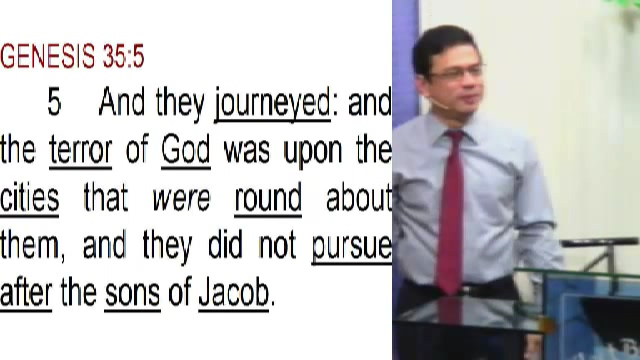 GENESIS 35:5
5 And they journeyed: and
the terror of God was upon the
cities that were round about
them, and they did not pursue
after the sons of Jacob.